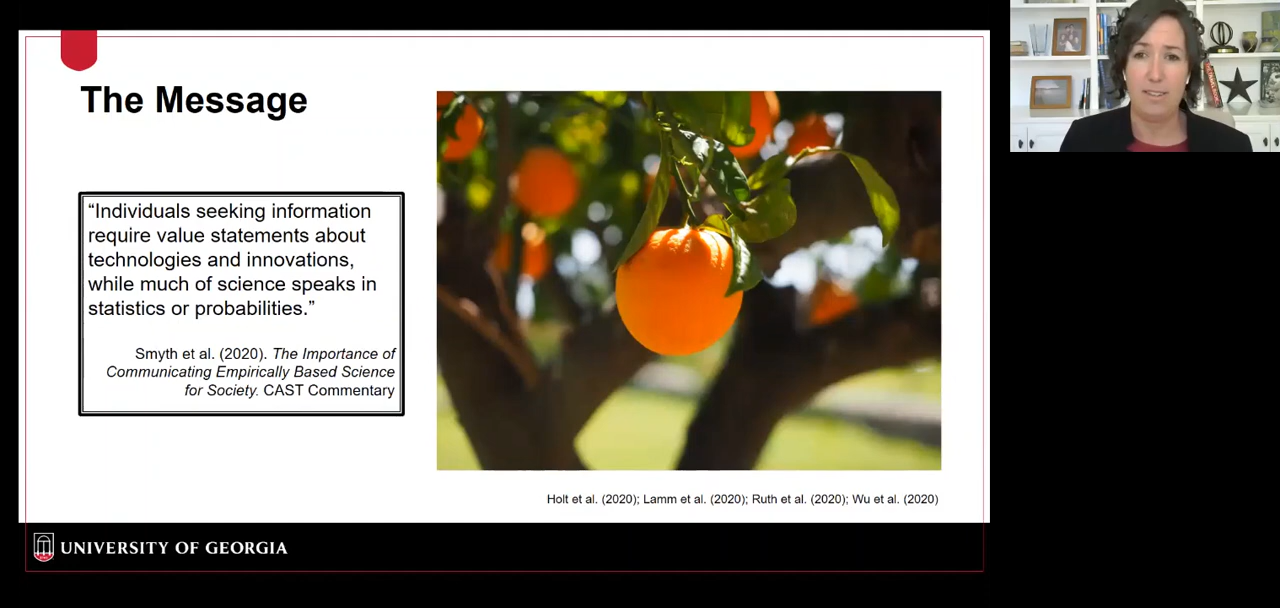 The Message
“Individuals seeking information
require value statements about
technologies and innovations,
while much of science speaks in
statistics or probabilities.”
Smyth et al. (2020). The Importance of
Communicating Empirically Based Science
for Society. CAST Commentary
Holt et al. (2020); Lamm et al. (2020); Ruth et al. (2020); Wu et al. (2020)
UNIVERSITY OF GEORGIA